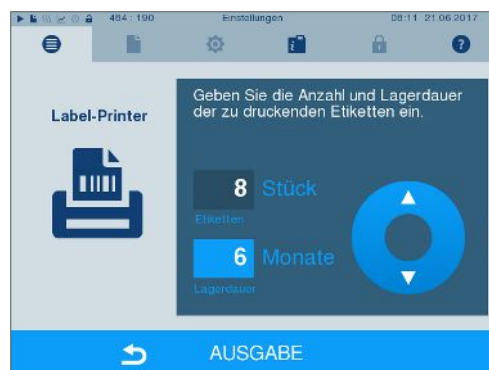 484 : 190 Einstellungen 08:11 21.06.2017
Label-Printer
Geben Sie die Anzahl und Lagerdauer
der zu druckenden Etiketten ein.
8 Stück
Etiketten
6 Monate
Lagerdauer
AUSGABE